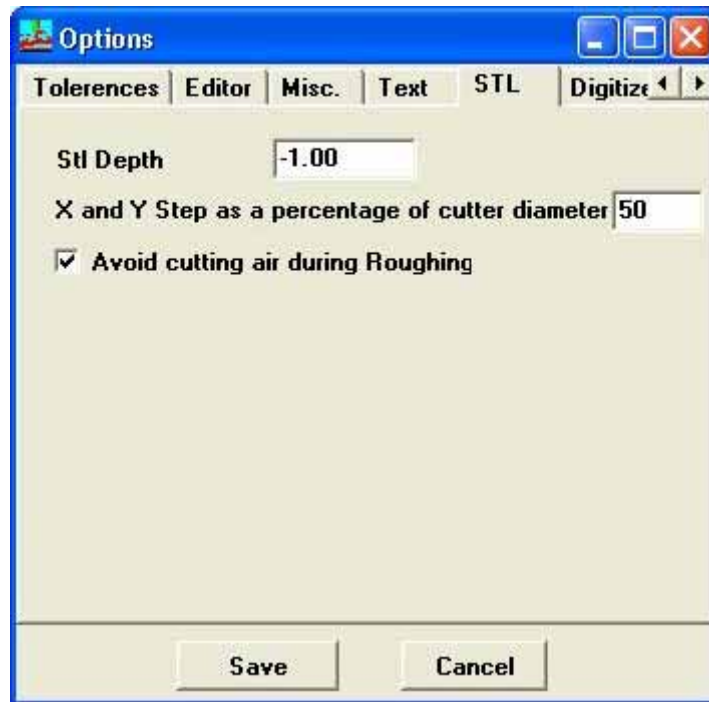 Options
Tolerences Editor Misc. Text STL Digitize
Stl Depth -1.00
X and Y Step as a percentage of cutter diameter 50
Avoid cutting air during Roughing
Save Cancel